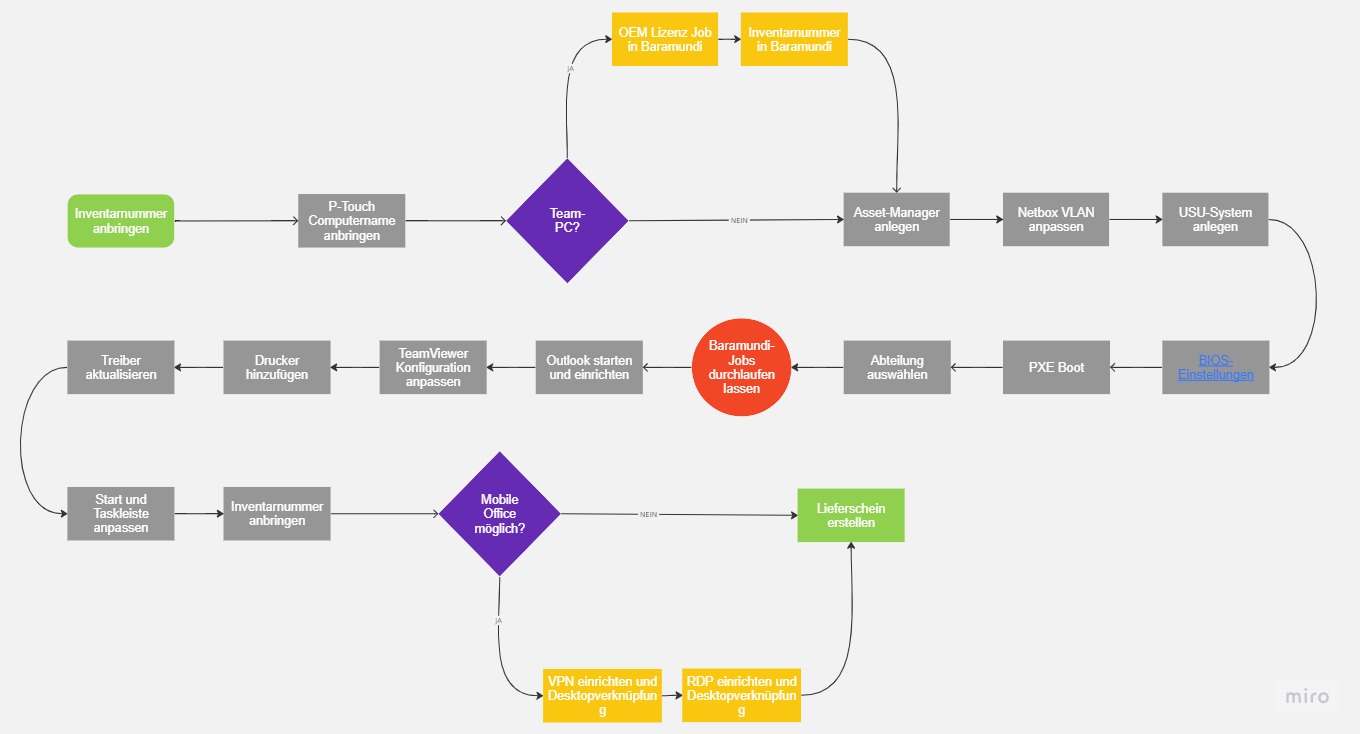 OEM Lizenz Job
in Baramundi
Inventarnummer
in Baramundi
JA
Inventarnummer
anbringen
P-Touch
Computername
anbringen
Team-
PC?
NEIN
Asset-Manager
anlegen
Netbox VLAN
anpassen
USU-System
anlegen
Treiber
aktualisieren
Drucker
hinzufügen
TeamViewer
Konfiguration
anpassen
Outlook starten
und einrichten
Baramundi-
Jobs
durchlaufen
lassen
Abteilung
auswählen
PXE Boot
BIOS-
Einstellungen
Start und
Taskleiste
anpassen
Inventarnummer
anbringen
Mobile
Office
möglich?
NEIN
Lieferschein
erstellen
JA
VPN einrichten und
Desktopverknüpfun
g
RDP einrichten und
Desktopverknüpfun
g
miro